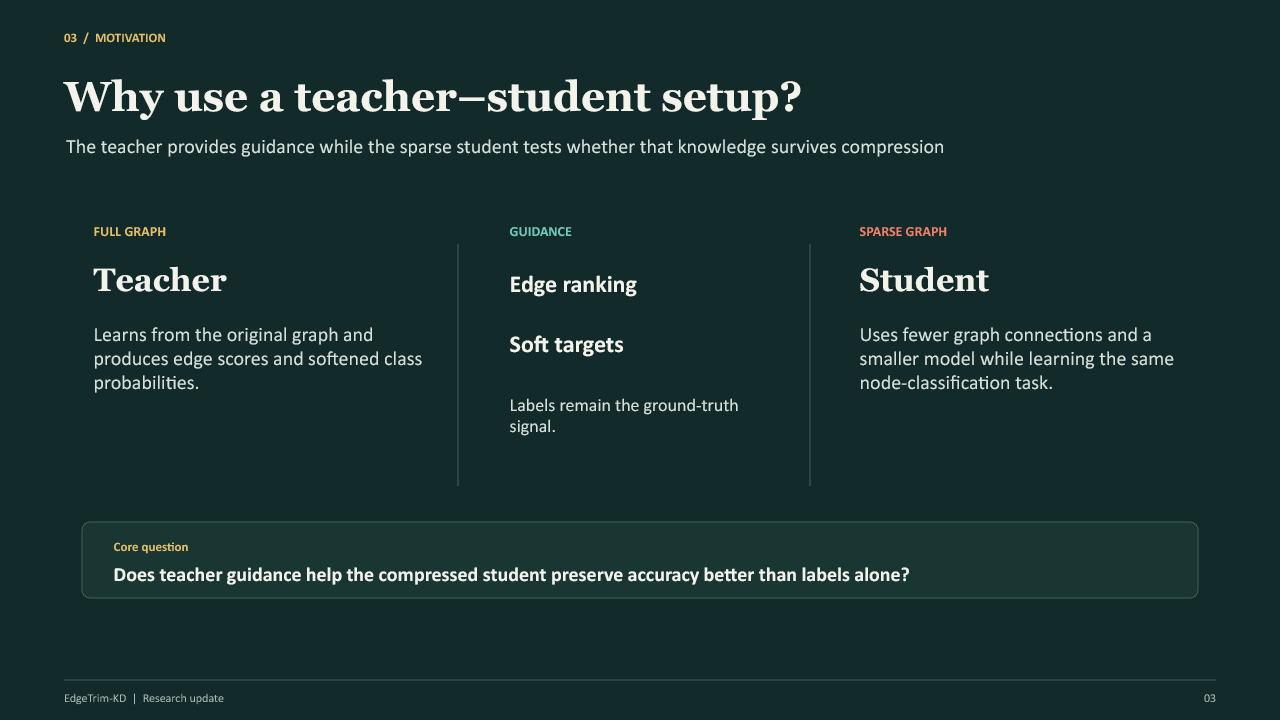 03 / MOTIVATION
Why use a teacher–student setup?
The teacher provides guidance while the sparse student tests whether that knowledge survives compression
FULL GRAPH
Teacher
Learns from the original graph and
produces edge scores and softened class
probabilities.
GUIDANCE
Edge ranking
Soft targets
Labels remain the ground-truth
signal.
SPARSE GRAPH
Student
Uses fewer graph connections and a
smaller model while learning the same
node-classification task.
Core question
Does teacher guidance help the compressed student preserve accuracy better than labels alone?
EdgeTrim-KD | Research update
03